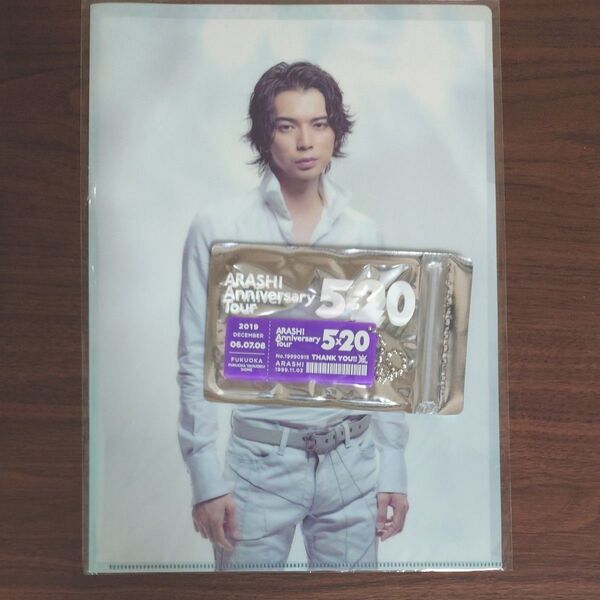 ARASHI
Anniversary
Tour
5×20
2019
DECEMBER
06.07.08
FUKUOKA
FUKUOKA YAHUOKU!
DOME
ARASHI
Anniversary
Tour
5×20
No.19990915 THANK YOU!!
ARASHI
1999.11.03